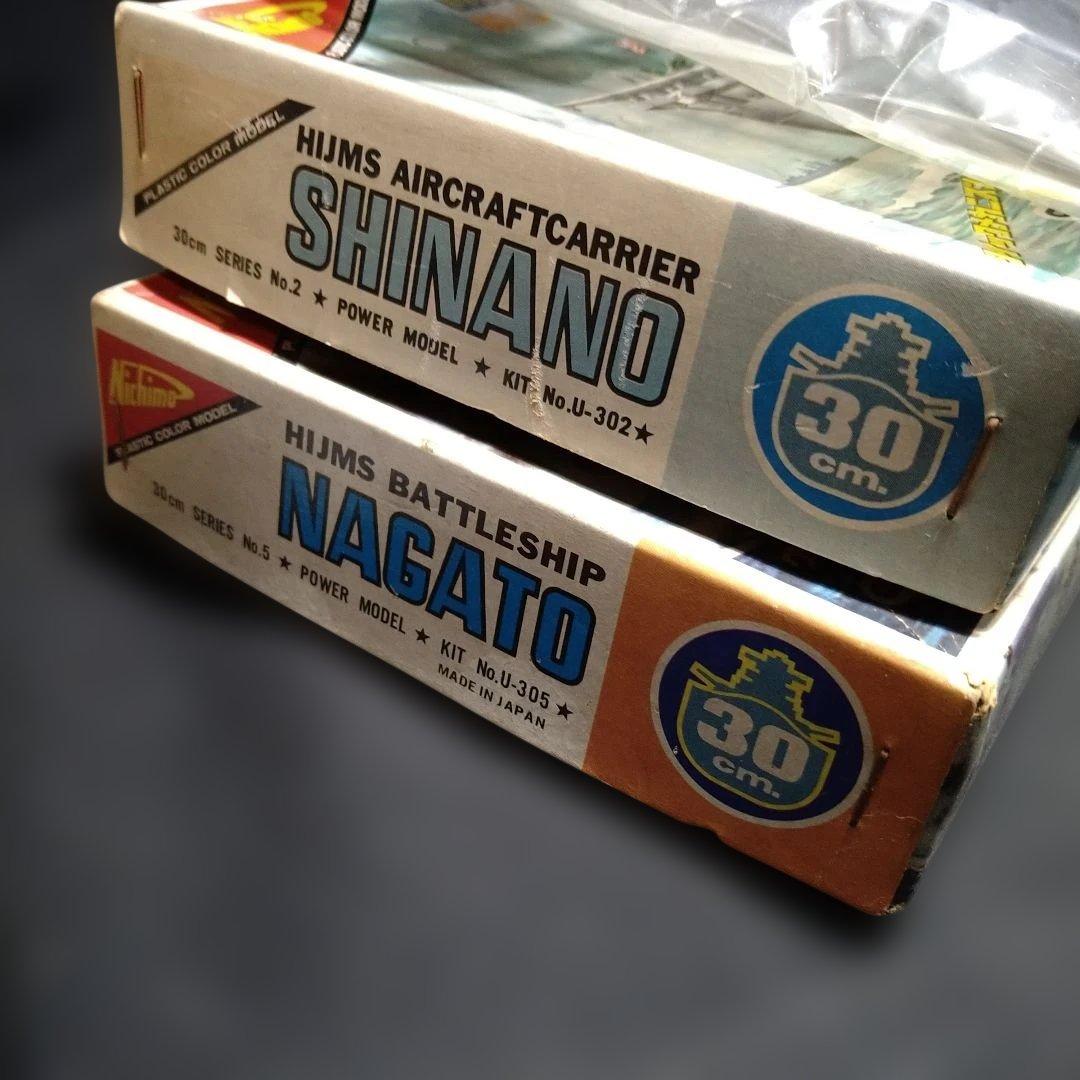 PLASTIC COLOR MODEL
HIJMS AIRCRAFTCARRIER
SHINANO
30cm SERIES No.2 ★ POWER MODEL ★ KIT No.U-302 ★
30
cm.
Nichimo
PLASTIC COLOR MODEL
HIJMS BATTLESHIP
NAGATO
30cm SERIES No.5 ★ POWER MODEL ★ KIT No.U-305 ★
MADE IN JAPAN
30
cm.